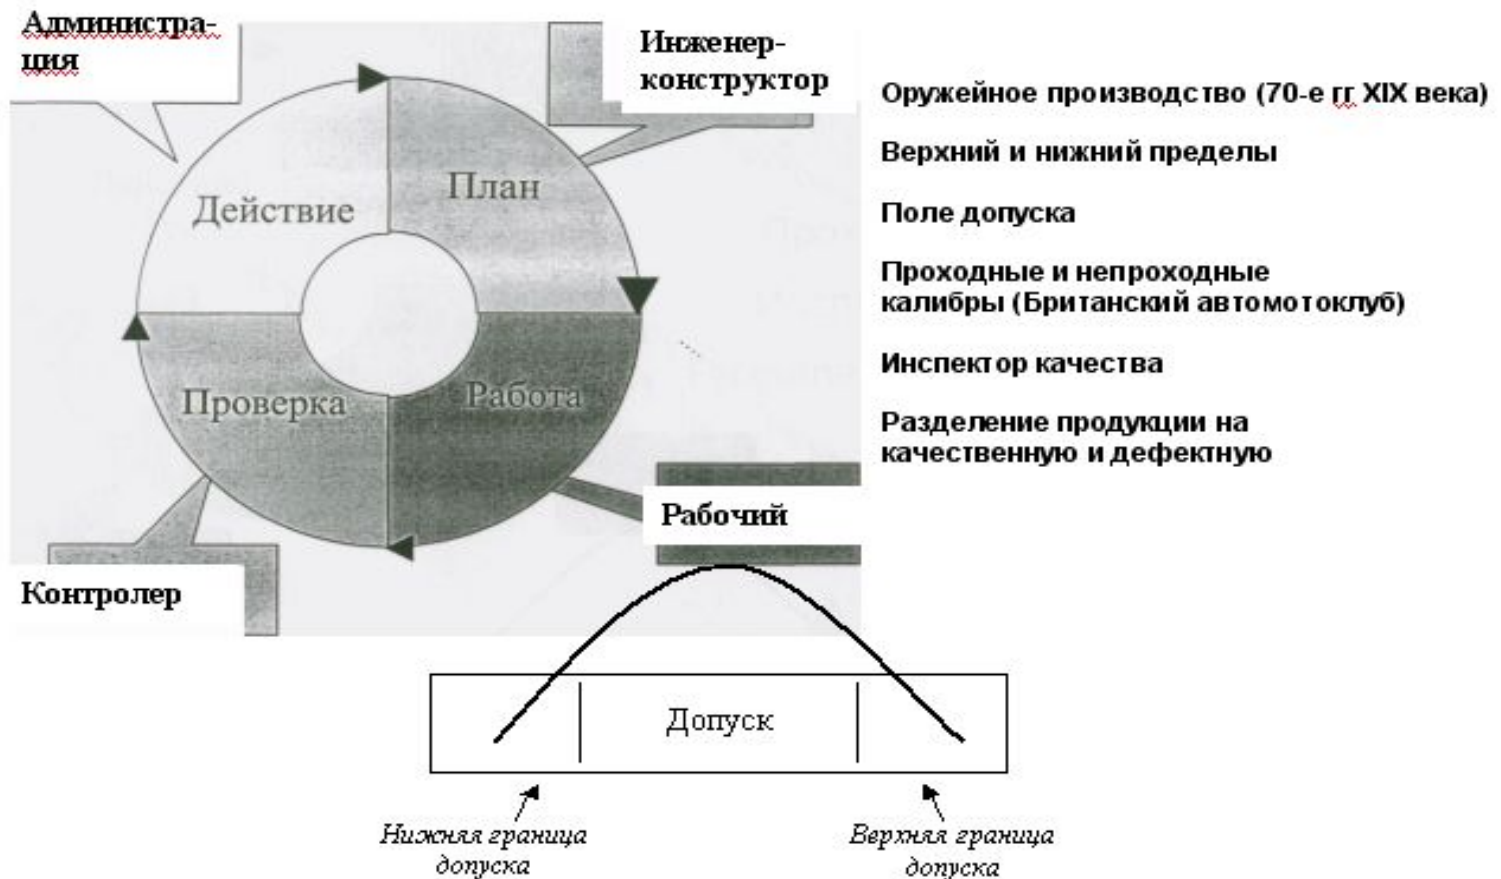 Администра-
ция
Инженер-
конструктор
План
Действие
Проверка
Работа
Рабочий
Контролер
Оружейное производство (70-е гг XIX века)
Верхний и нижний пределы
Поле допуска
Проходные и непроходные
калибры (Британский автомотоклуб)
Инспектор качества
Разделение продукции на
качественную и дефектную
Допуск
Нижняя граница
допуска
Верхняя граница
допуска